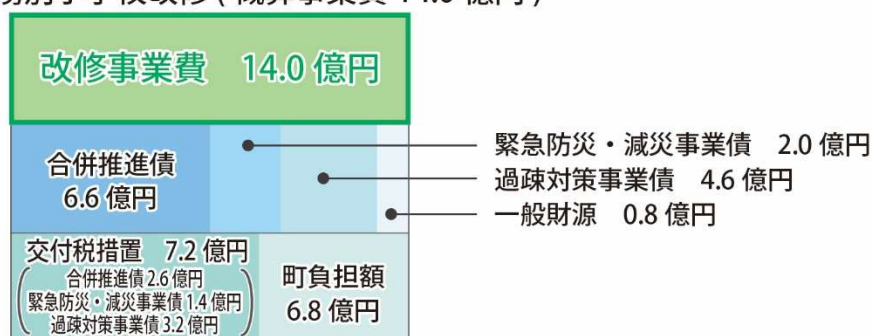 改修事業費 14.0 億円
合併推進債
6.6 億円
緊急防災・減災事業債 2.0 億円
過疎対策事業債 4.6 億円
一般財源 0.8 億円
交付税措置 7.2 億円
合併推進債 2.6 億円
緊急防災・減災事業債 1.4 億円
過疎対策事業債 3.2 億円
町負担額
6.8 億円